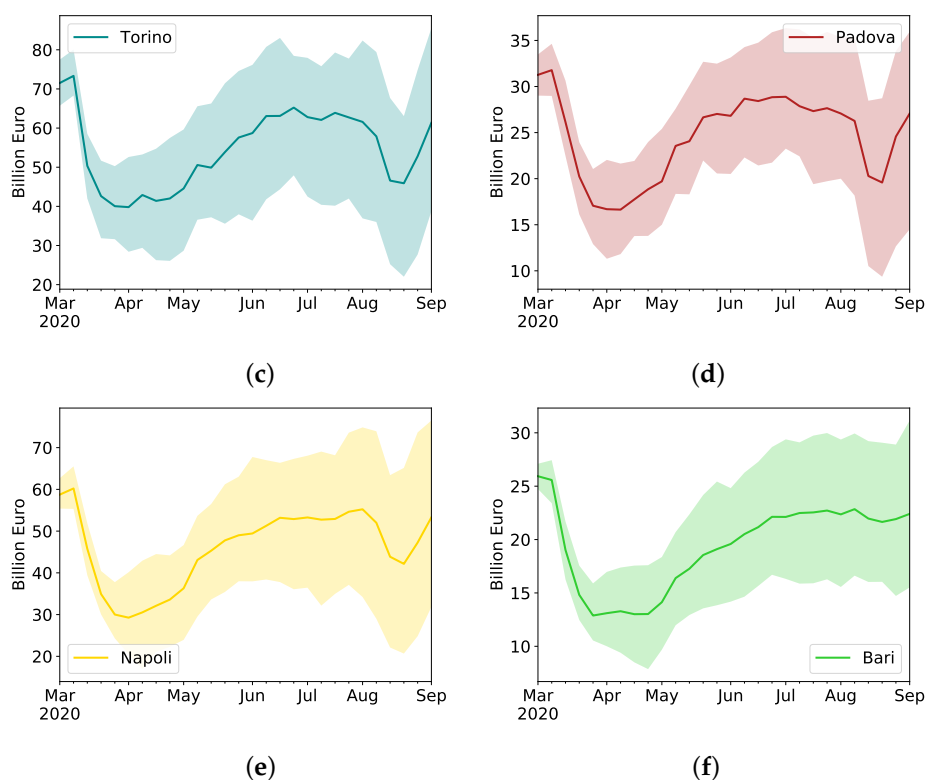 Torino
80
70
60
50
40
30
20
Billion Euro
Mar Apr May Jun Jul Aug Sep
2020
(c)
Padova
35
30
25
20
15
10
Billion Euro
Mar Apr May Jun Jul Aug Sep
2020
(d)
70
60
50
40
30
20
Billion Euro
Napoli
Mar Apr May Jun Jul Aug Sep
2020
(e)
30
25
20
15
10
Billion Euro
Bari
Mar Apr May Jun Jul Aug Sep
2020
(f)